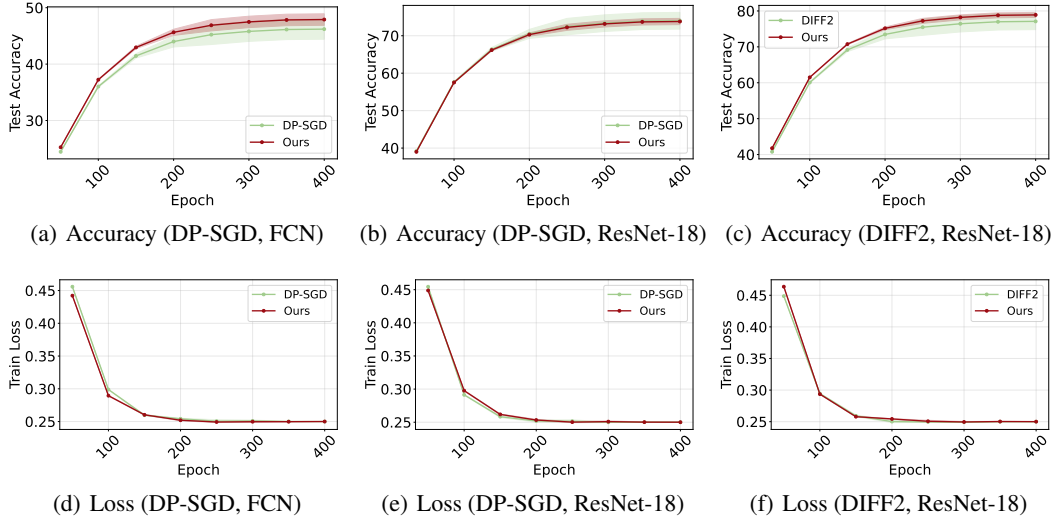 50
40
30
Test Accuracy
DP-SGD
Ours
100
200
300
400
Epoch
(a) Accuracy (DP-SGD, FCN)
70
60
50
40
Test Accuracy
DP-SGD
Ours
100
200
300
400
Epoch
(b) Accuracy (DP-SGD, ResNet-18)
80
70
60
50
40
Test Accuracy
DIFF2
Ours
100
200
300
400
Epoch
(c) Accuracy (DIFF2, ResNet-18)
0.45
0.40
0.35
0.30
0.25
Train Loss
DP-SGD
Ours
100
200
300
400
Epoch
(d) Loss (DP-SGD, FCN)
0.45
0.40
0.35
0.30
0.25
Train Loss
DP-SGD
Ours
100
200
300
400
Epoch
(e) Loss (DP-SGD, ResNet-18)
0.45
0.40
0.35
0.30
0.25
Train Loss
DIFF2
Ours
100
200
300
400
Epoch
(f) Loss (DIFF2, ResNet-18)